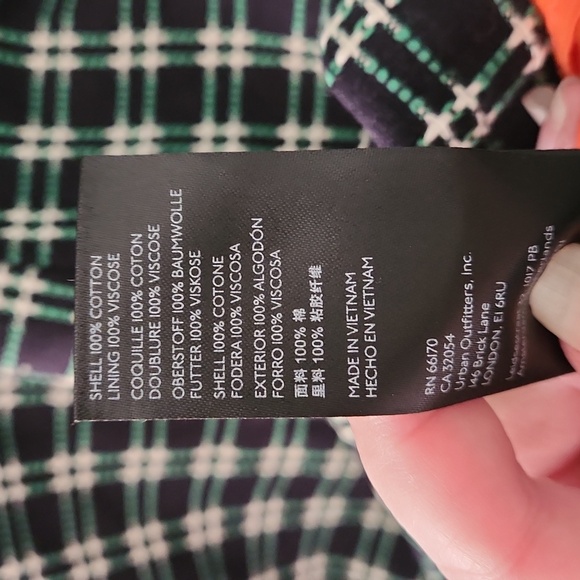 SHELL 100% COTTON
LINING 100% VISCOSE
COQUILLE 100% COTON
DOUBLURE 100% VISCOSE
OBERSTOFF 100% BAUMWOLLE
FUTTER 100% VISKOSE
SHELL 100% COTONE
FODERA 100% VISCOSA
EXTERIOR 100% ALGODÓN
FORRO 100% VISCOSA
面料 100% 棉
里料 100% 粘胶纤维
MADE IN VIETNAM
HECHO EN VIETNAM
RN 66170
CA 32054
Urban Outfitters, Inc.
146 Brick Lane
LONDON, E1 6RU
1017 PB